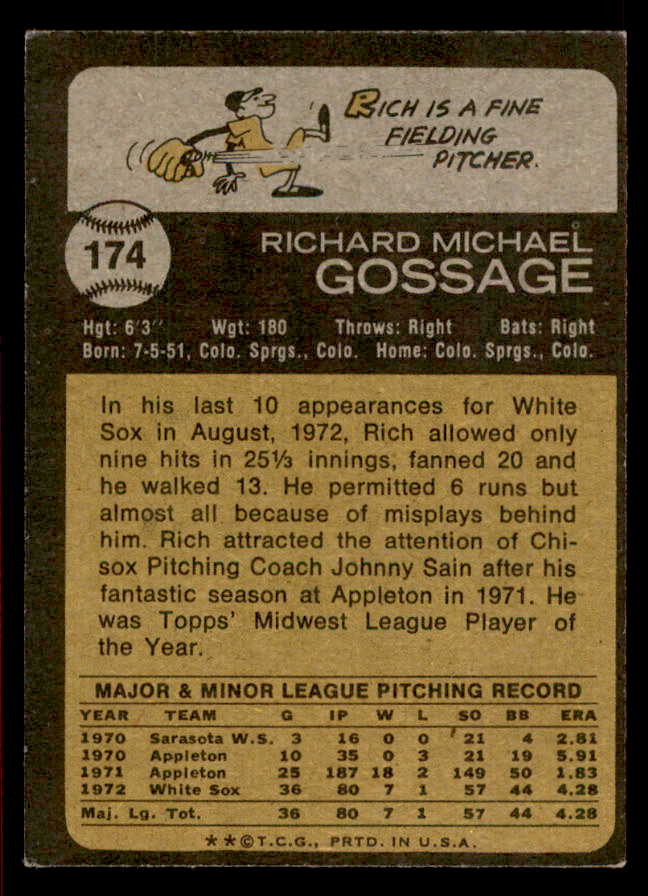 RICH IS A FINE
FIELDING
PITCHER.
174
RICHARD MICHAEL
GOSSAGE
Hgt: 6'3" Wgt: 180 Throws: Right Bats: Right
Born: 7-5-51, Colo. Sprgs., Colo. Home: Colo. Sprgs., Colo.
In his last 10 appearances for White
Sox in August, 1972, Rich allowed only
nine hits in 25⅓ innings, fanned 20 and
he walked 13. He permitted 6 runs but
almost all because of misplays behind
him. Rich attracted the attention of Chi-
sox Pitching Coach Johnny Sain after his
fantastic season at Appleton in 1971. He
was Topps' Midwest League Player of
the Year.
MAJOR & MINOR LEAGUE PITCHING RECORD
YEAR TEAM G IP W L SO BB ERA
1970 Sarasota W.S. 3 16 0 0 21 4 2.81
1970 Appleton 10 35 0 3 21 19 5.91
1971 Appleton 25 187 18 2 149 50 1.83
1972 White Sox 36 80 7 1 57 44 4.28
Maj. Lg. Tot. 36 80 7 1 57 44 4.28
**©T.C.G., PRTD. IN U.S.A.